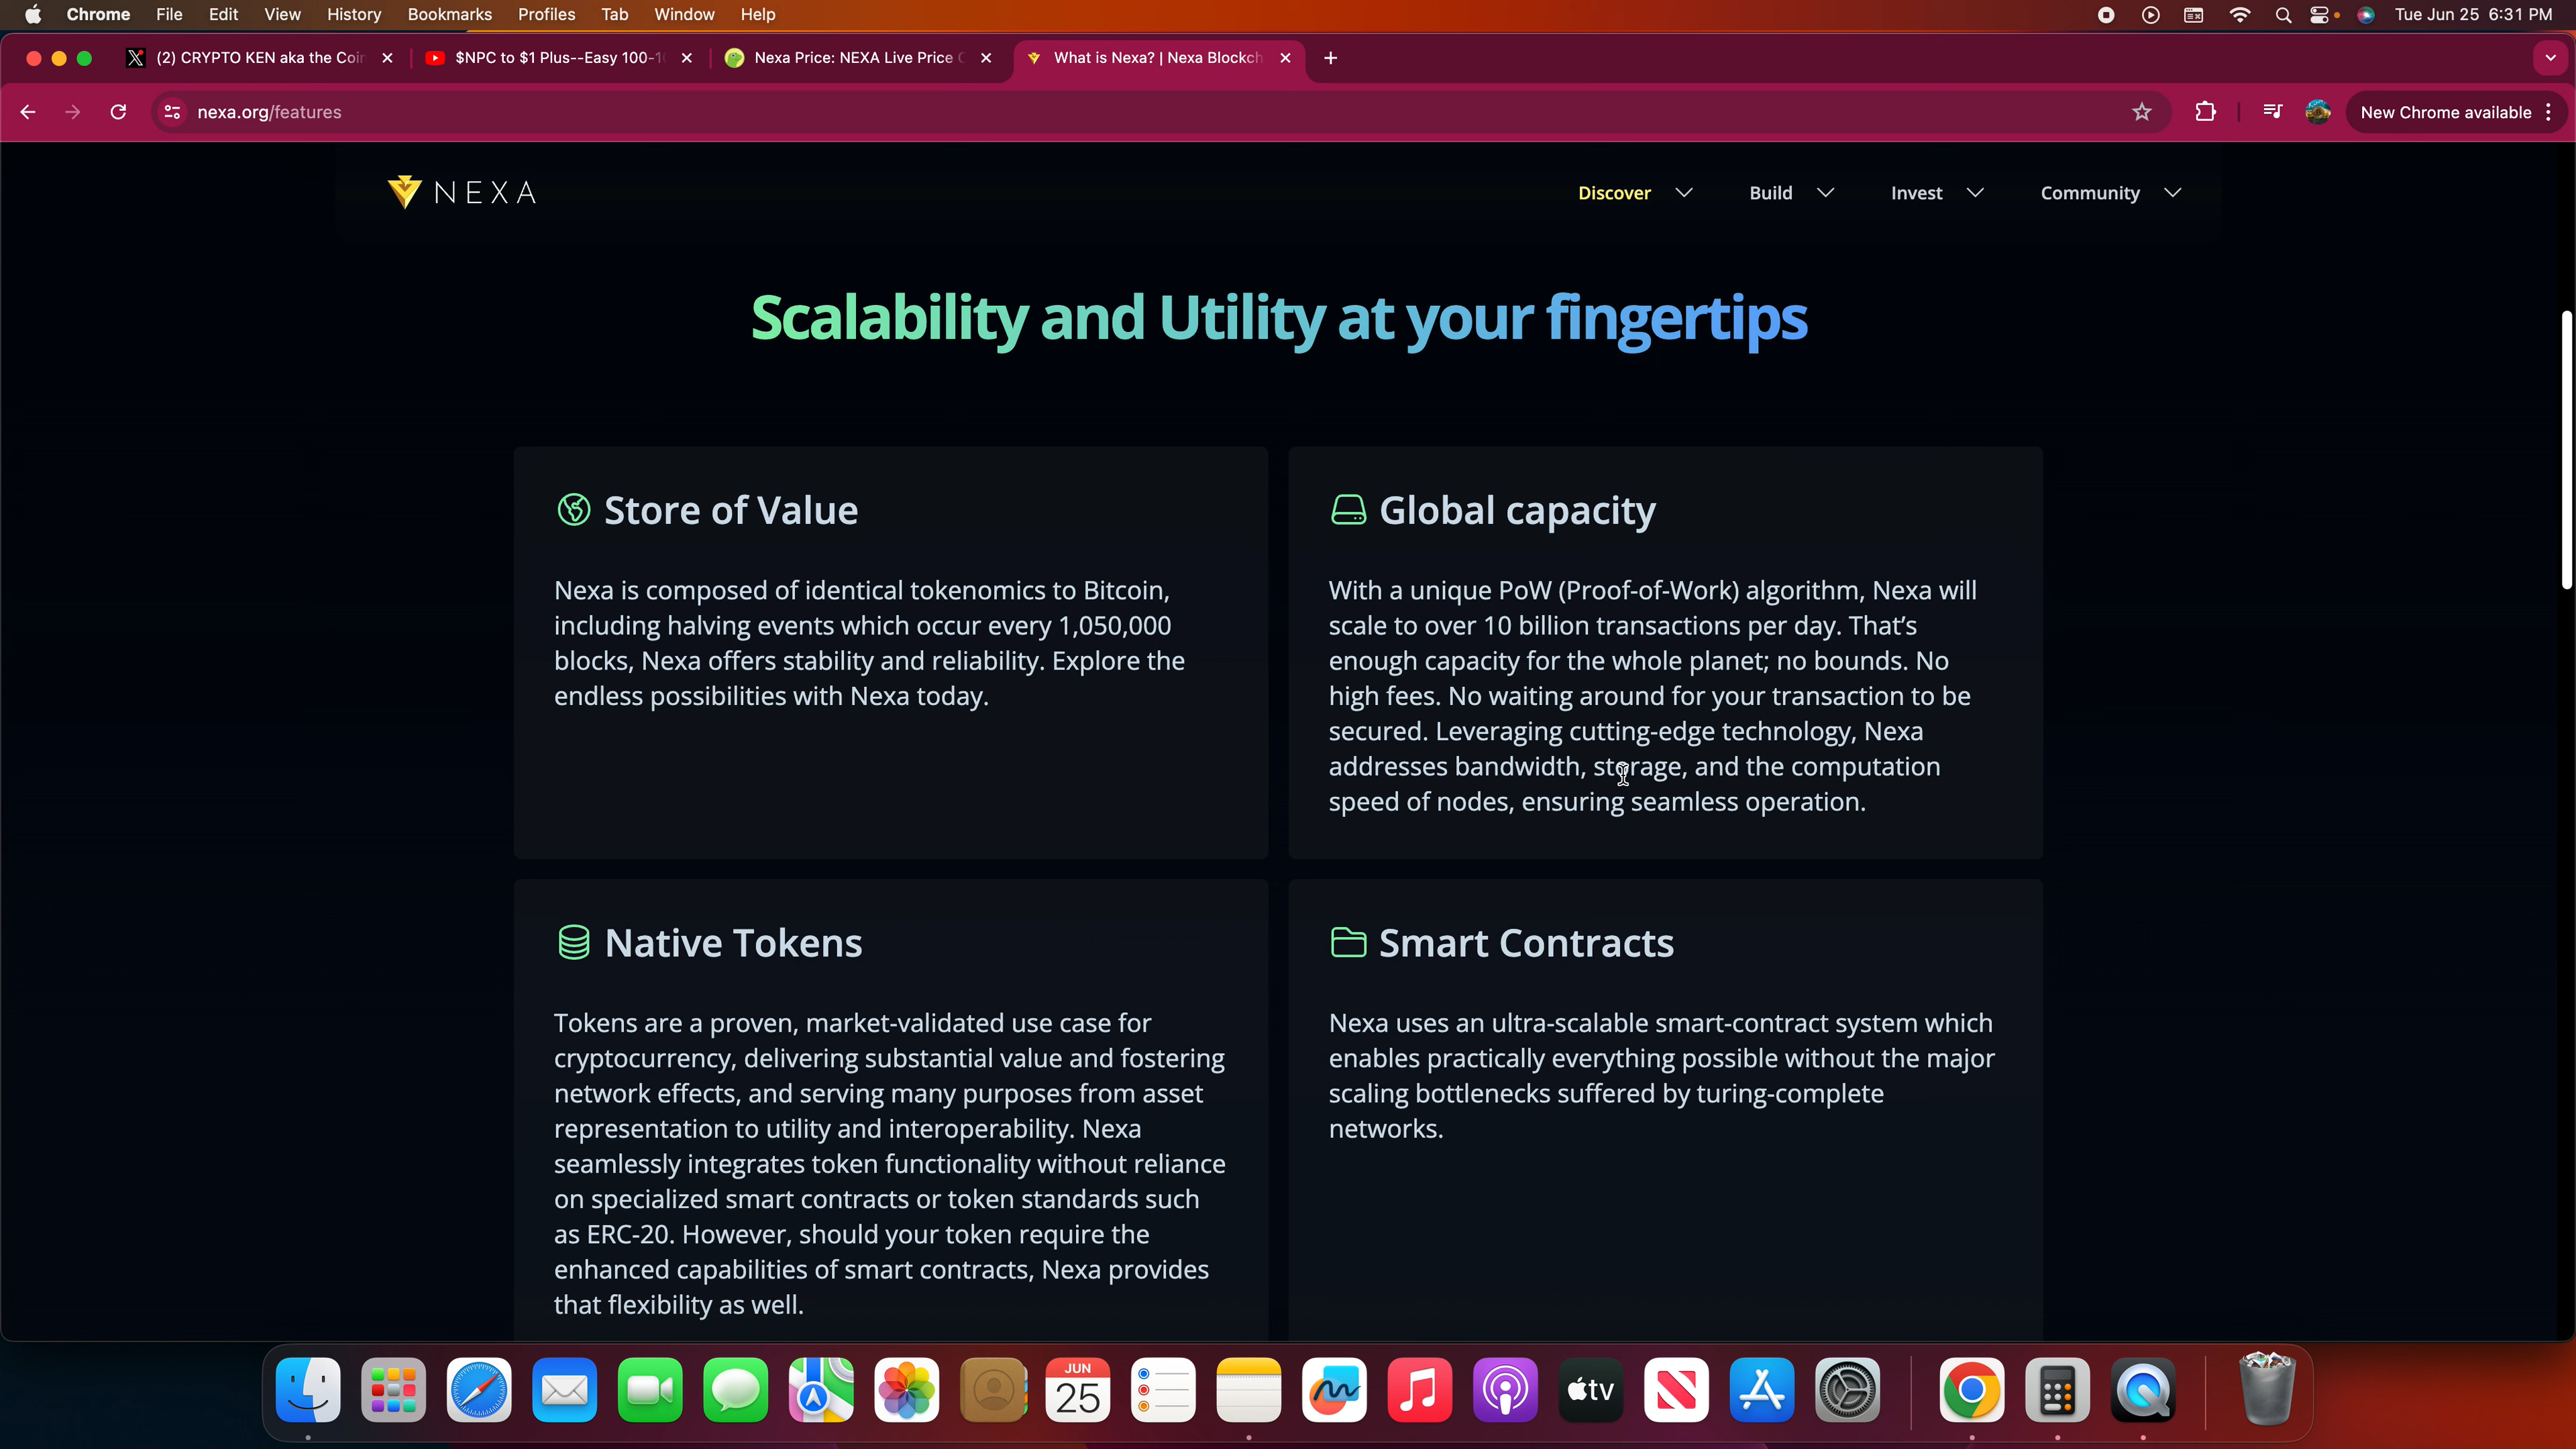 Chrome File Edit View History Bookmarks Profiles Tab Window Help Tue Jun 25 6:31 PM
(2) CRYPTO KEN aka the Coin $NPC to $1 Plus--Easy 100-1 Nexa Price: NEXA Live Price What is Nexa? | Nexa Blockch
nexa.org/features New Chrome available
NEXA Discover Build Invest Community
Scalability and Utility at your fingertips
Store of Value
Nexa is composed of identical tokenomics to Bitcoin,
including halving events which occur every 1,050,000
blocks, Nexa offers stability and reliability. Explore the
endless possibilities with Nexa today.
Global capacity
With a unique PoW (Proof-of-Work) algorithm, Nexa will
scale to over 10 billion transactions per day. That's
enough capacity for the whole planet; no bounds. No
high fees. No waiting around for your transaction to be
secured. Leveraging cutting-edge technology, Nexa
addresses bandwidth, storage, and the computation
speed of nodes, ensuring seamless operation.
Native Tokens
Tokens are a proven, market-validated use case for
cryptocurrency, delivering substantial value and fostering
network effects, and serving many purposes from asset
representation to utility and interoperability. Nexa
seamlessly integrates token functionality without reliance
on specialized smart contracts or token standards such
as ERC-20. However, should your token require the
enhanced capabilities of smart contracts, Nexa provides
that flexibility as well.
Smart Contracts
Nexa uses an ultra-scalable smart-contract system which
enables practically everything possible without the major
scaling bottlenecks suffered by turing-complete
networks.
JUN
25
tv